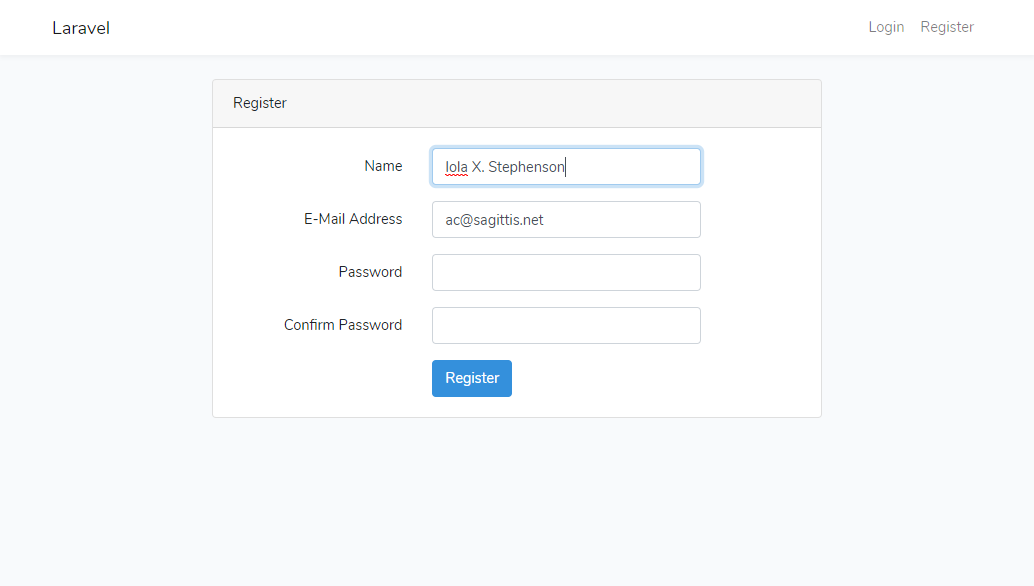 Laravel
Login Register
Register
Name Iola X. Stephenson
E-Mail Address ac@sagittis.net
Password
Confirm Password
Register